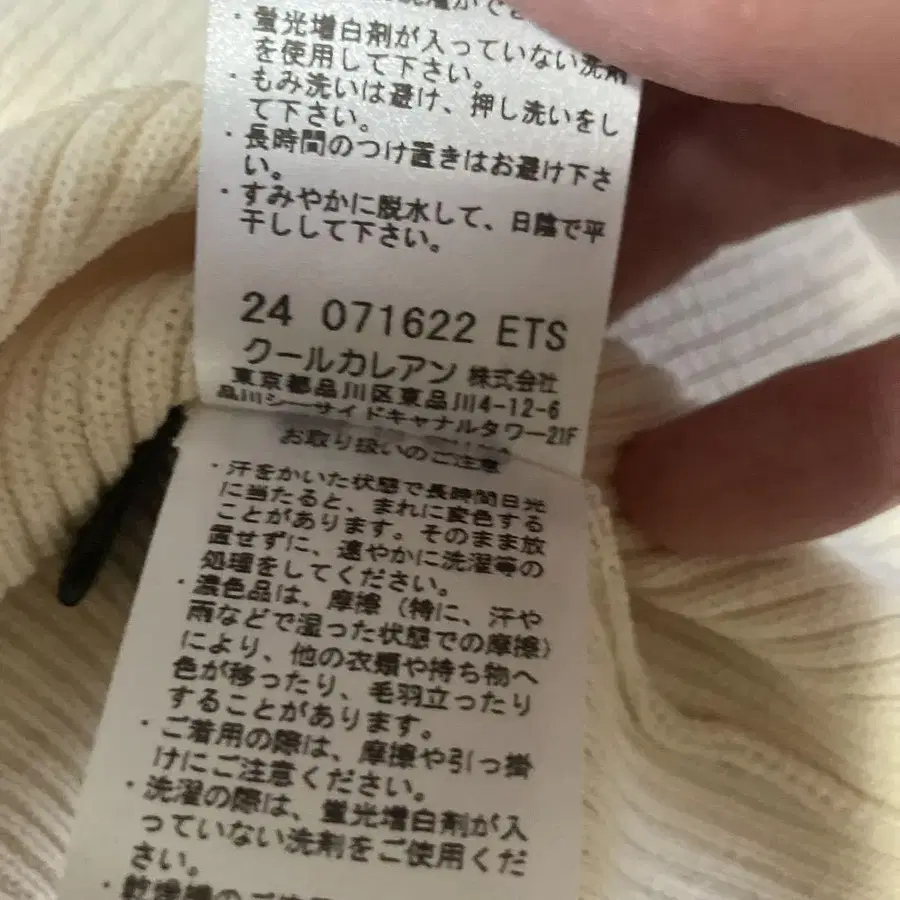 ・蛍光増白剤が入っていない洗剤
を使用して下さい。
・もみ洗いは避け、押し洗いをし
て下さい。
・長時間のつけ置きはお避け下さ
い。
・すみやかに脱水して、日陰で平
干しして下さい。
24 071622 ETS
クールカレアン 株式会社
東京都品川区東品川4-12-6
品川シーサイドキャナルタワー21F
お取り扱いのご注意
・汗をかいた状態で長時間日光
に当たると、まれに変色する
ことがあります。そのまま放
置せずに、速やかに洗濯等の
処理をしてください。
・濃色品は、摩擦(特に、汗や
雨などで湿った状態での摩擦)
により、他の衣類や持ち物へ
色が移ったり、毛羽立ったり
することがあります。
・ご着用の際は、摩擦や引っ掛
けにご注意ください。
・洗濯の際は、蛍光増白剤が入
っていない洗剤をご使用くだ
さい。